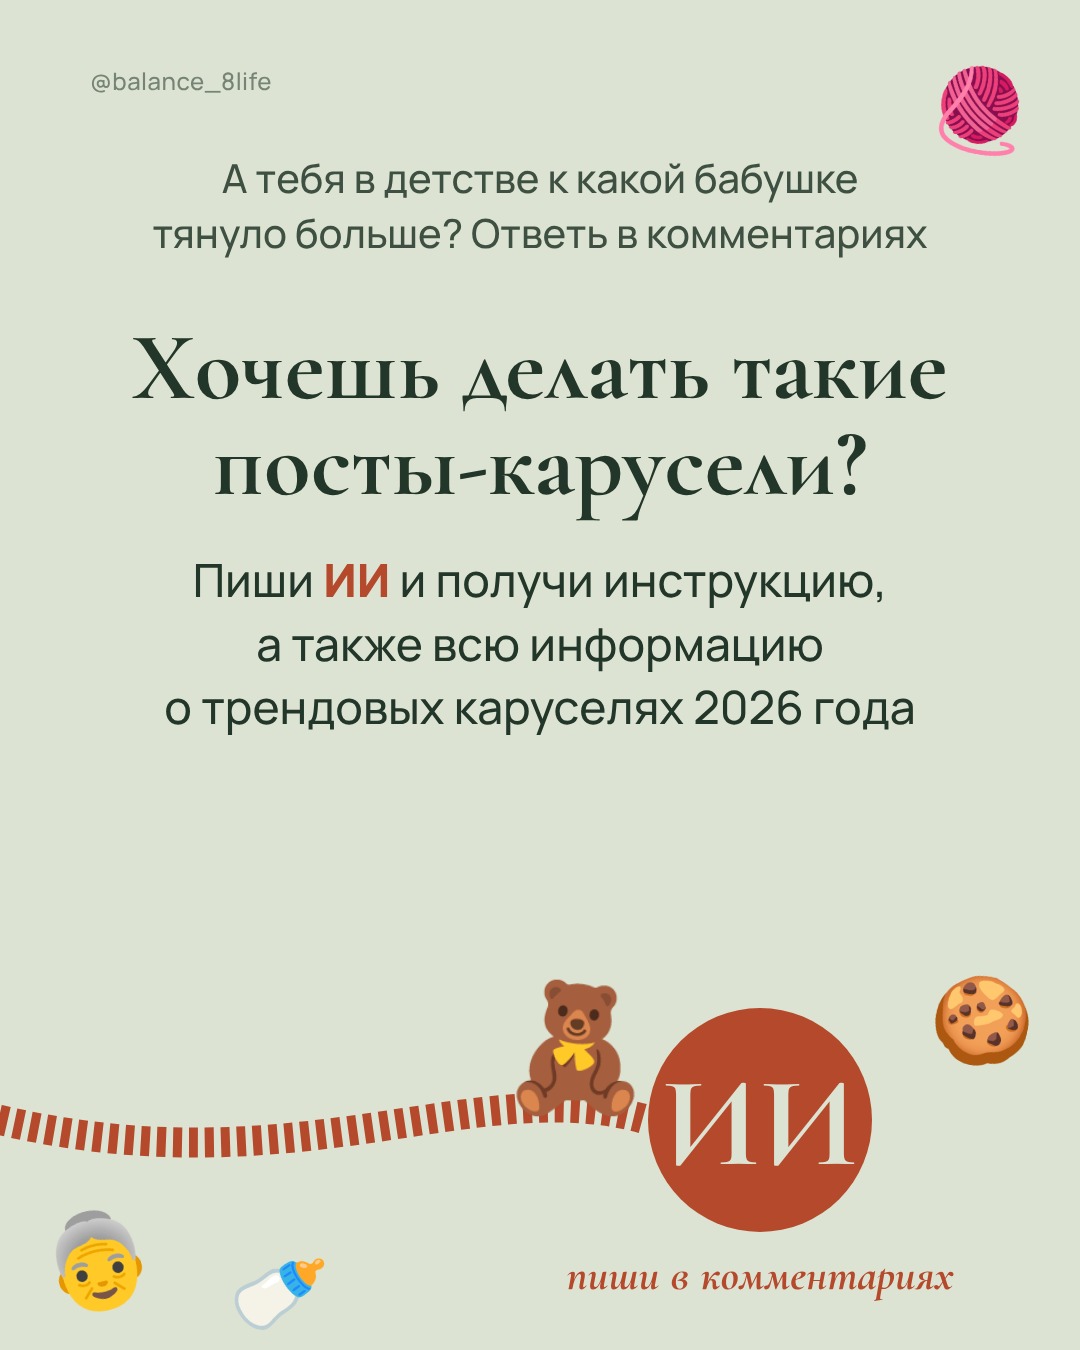 @balance_8life
А тебя в детстве к какой бабушке
тянуло больше? Ответь в комментариях
Хочешь делать такие
посты-карусели?
Пиши ИИ и получи инструкцию,
а также всю информацию
о трендовых каруселях 2026 года
ИИ
пиши в комментариях